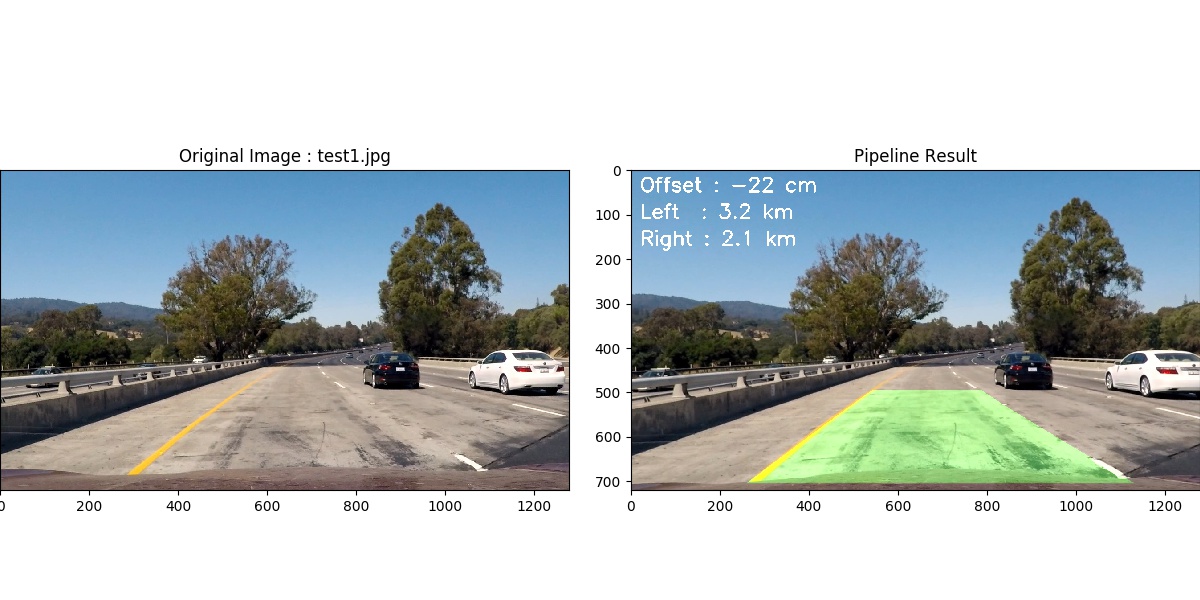 Original Image : test1.jpg
Pipeline Result
Offset : −22 cm
Left : 3.2 km
Right : 2.1 km
0
100
200
300
400
500
600
700
0 200 400 600 800 1000 1200
0 200 400 600 800 1000 1200